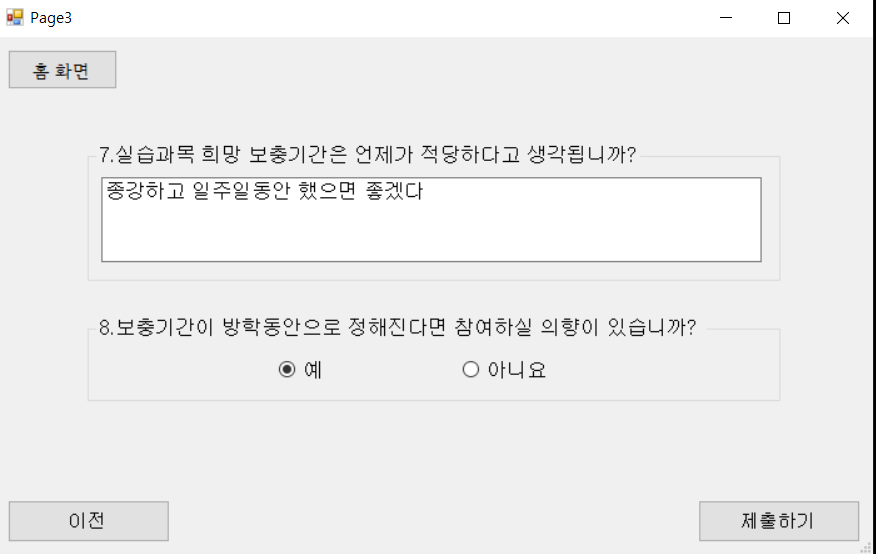 Page3
홈 화면
7.실습과목 희망 보충기간은 언제가 적당하다고 생각됩니까?
종강하고 일주일동안 했으면 좋겠다
8.보충기간이 방학동안으로 정해진다면 참여하실 의향이 있습니까?
예 아니요
이전 제출하기